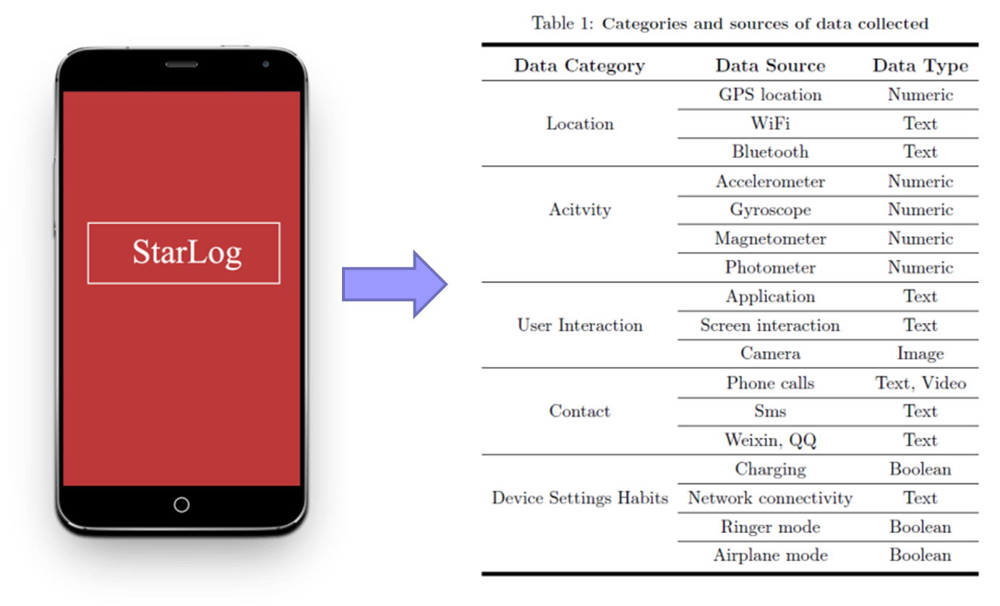 StarLog
Table 1: Categories and sources of data collected
Data Category Data Source Data Type
GPS location Numeric
Location WiFi Text
Bluetooth Text
Accelerometer Numeric
Acitvity Gyroscope Numeric
Magnetometer Numeric
Photometer Numeric
Application Text
User Interaction Screen interaction Text
Camera Image
Phone calls Text, Video
Contact Sms Text
Weixin, QQ Text
Charging Boolean
Device Settings Habits Network connectivity Text
Ringer mode Boolean
Airplane mode Boolean